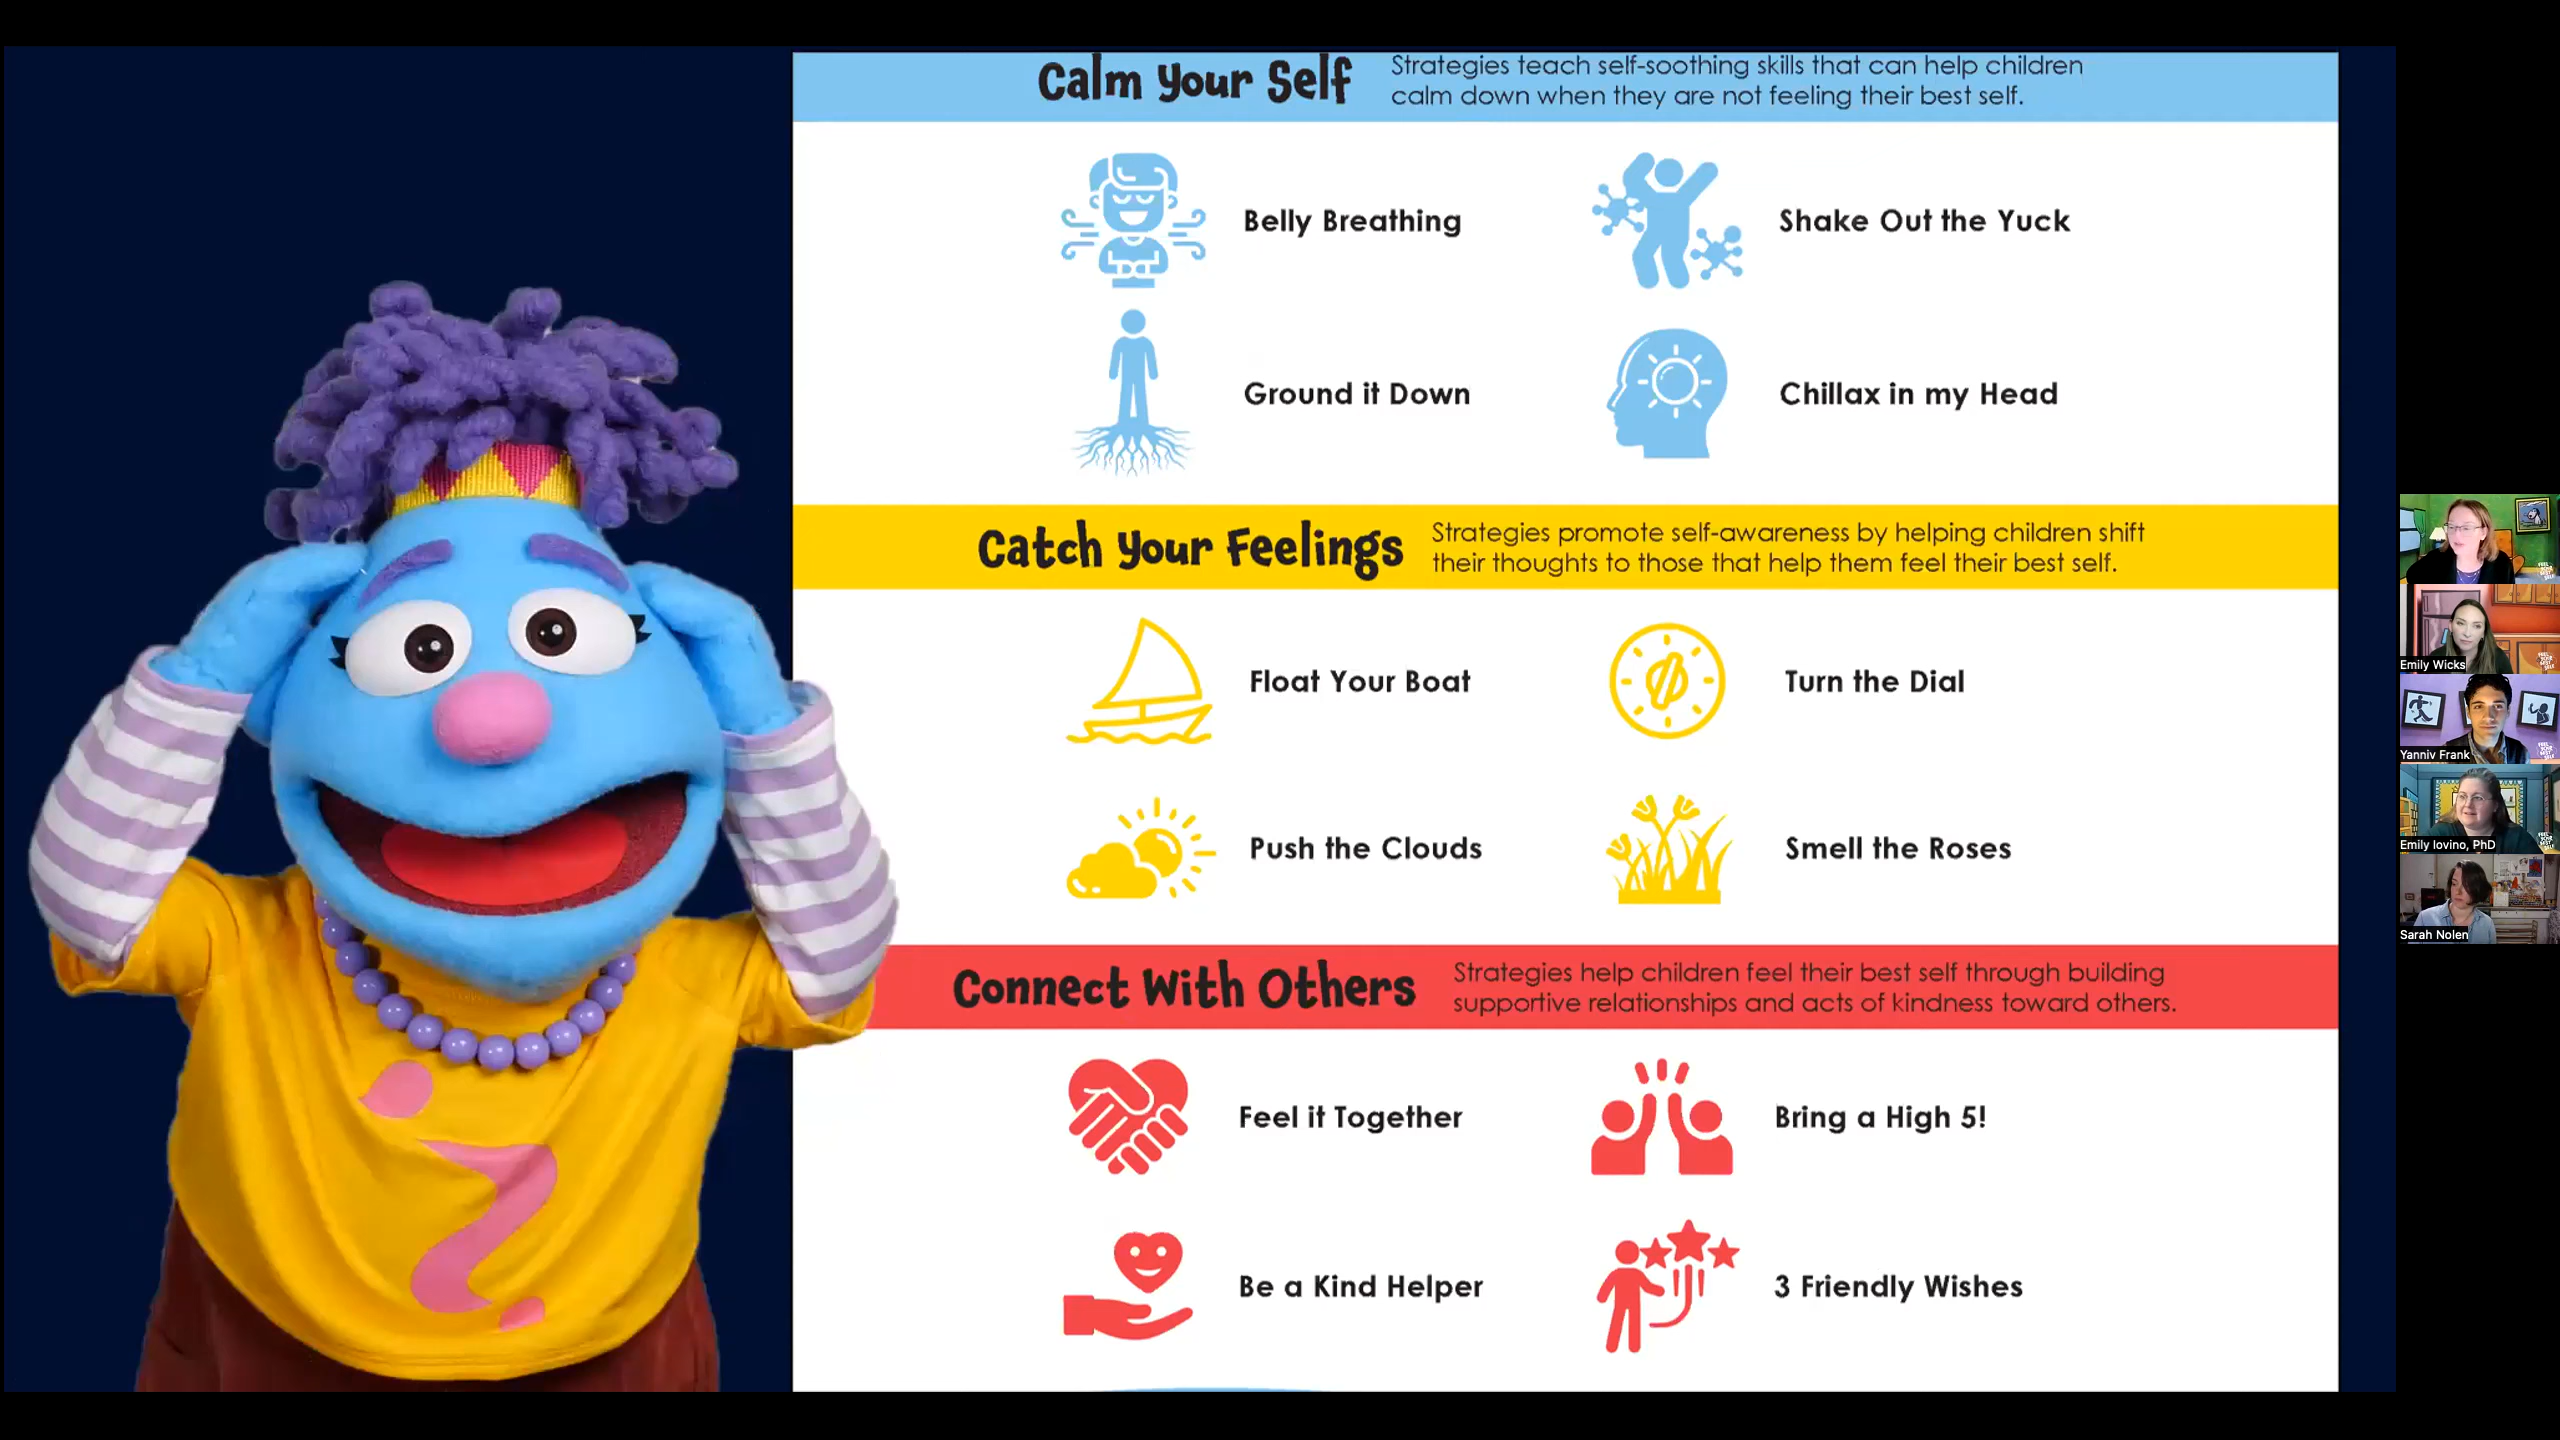 Calm Your Self
Strategies teach self-soothing skills that can help children
calm down when they are not feeling their best self.
Belly Breathing
Shake Out the Yuck
Ground it Down
Chillax in my Head
Catch Your Feelings
Strategies promote self-awareness by helping children shift
their thoughts to those that help them feel their best self.
Float Your Boat
Turn the Dial
Push the Clouds
Smell the Roses
Connect With Others
Strategies help children feel their best self through building
supportive relationships and acts of kindness toward others.
Feel it Together
Bring a High 5!
Be a Kind Helper
3 Friendly Wishes
Emily Wicks
Yanniv Frank
Emily Iovino, PhD
Sarah Nolen